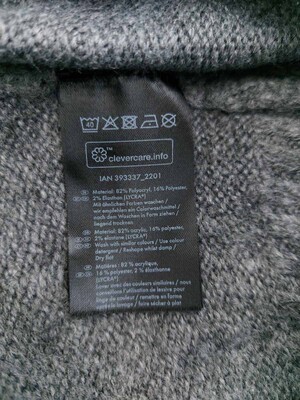 40
clevercare.info
IAN 393337_2201
Material: 82% Polyacryl, 16% Polyester,
2% Elasthan [LYCRA®]
Mit ähnlichen Farben waschen /
wir empfehlen ein Colorwaschmittel /
nach dem Waschen in Form ziehen /
liegend trocknen.
Material: 82% acrylic, 16% polyester,
2% elastane [LYCRA®]
Wash with similar colours / Use colour
detergent / Reshape whilst damp /
Dry flat
Matières : 82 % acrylique,
16 % polyester, 2 % élasthanne
[LYCRA®]
Laver avec des couleurs similaires / nous
conseillons l'utilisation de lessive pour
linge de couleur / remettre en forme
après le lavage / faire sécher à plat